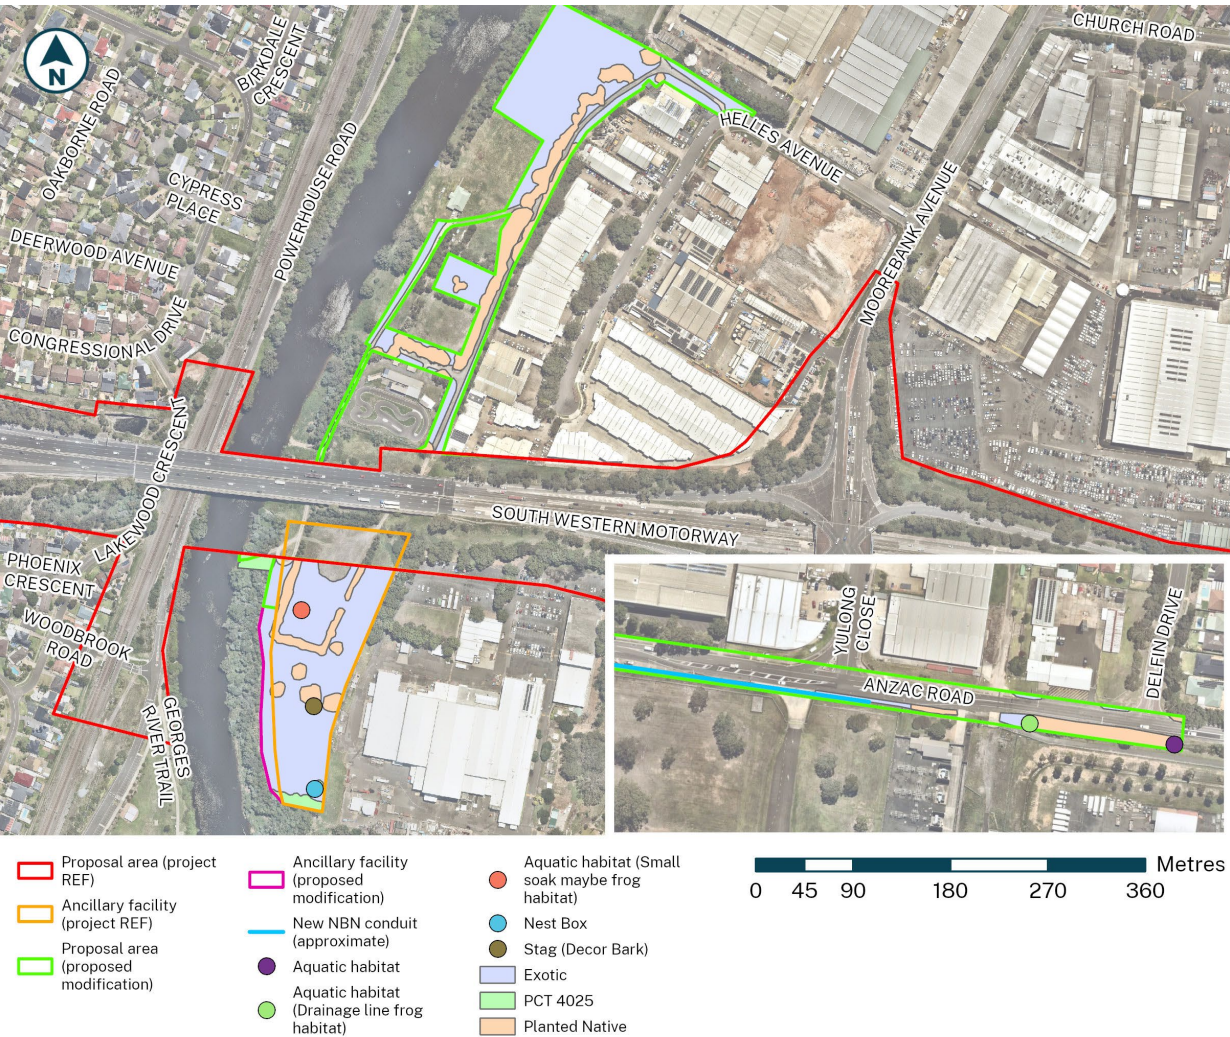 CHURCH ROAD
BIRKDALE
CRESCENT
OAKBORNE ROAD
N
HELLES AVENUE
POWERHOUSE ROAD
CYPRESS
PLACE
MOOREBANK AVENUE
DEERWOOD AVENUE
CONGRESSIONAL DRIVE
LAKEWOOD CRESCENT
SOUTH WESTERN MOTORWAY
PHOENIX
CRESCENT
WOODBROOK
ROAD
GEORGES
RIVER TRAIL
YULONG
CLOSE
DELFIN DRIVE
ANZAC ROAD
Proposal area (project
REF)
Ancillary facility
(project REF)
Proposal area
(proposed
modification)
Ancillary facility
(proposed
modification)
New NBN conduit
(approximate)
Aquatic habitat
Aquatic habitat
(Drainage line frog
habitat)
Aquatic habitat (Small
soak maybe frog
habitat)
Nest Box
Stag (Decor Bark)
Exotic
PCT 4025
Planted Native
Metres
0 45 90 180 270 360